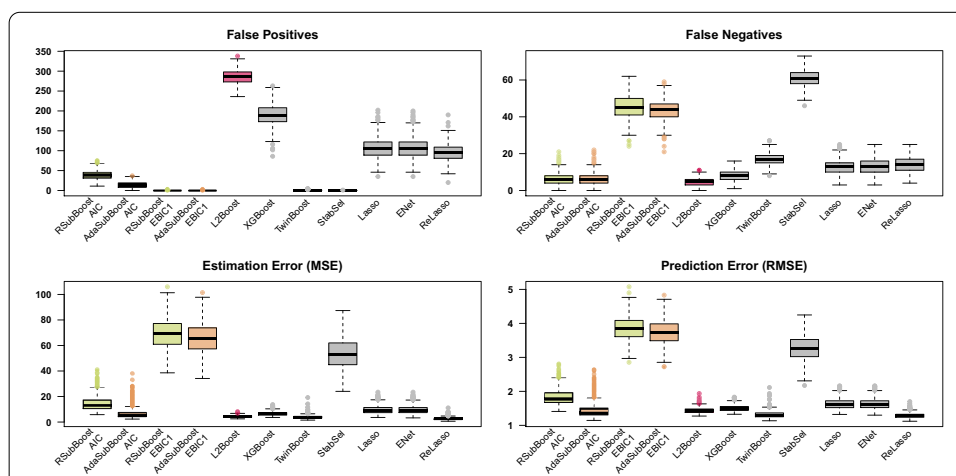 False Positives
350
300
250
200
150
100
50
0
RSubBoost AIC
AdaSubBoost AIC
RSubBoost EBIC1
AdaSubBoost EBIC1
L2Boost
XGBoost
TwinBoost
StabSel
Lasso
ENet
ReLasso
False Negatives
60
40
20
0
RSubBoost AIC
AdaSubBoost AIC
RSubBoost EBIC1
AdaSubBoost EBIC1
L2Boost
XGBoost
TwinBoost
StabSel
Lasso
ENet
ReLasso
Estimation Error (MSE)
100
80
60
40
20
0
RSubBoost AIC
AdaSubBoost AIC
RSubBoost EBIC1
AdaSubBoost EBIC1
L2Boost
XGBoost
TwinBoost
StabSel
Lasso
ENet
ReLasso
Prediction Error (RMSE)
5
4
3
2
1
RSubBoost AIC
AdaSubBoost AIC
RSubBoost EBIC1
AdaSubBoost EBIC1
L2Boost
XGBoost
TwinBoost
StabSel
Lasso
ENet
ReLasso